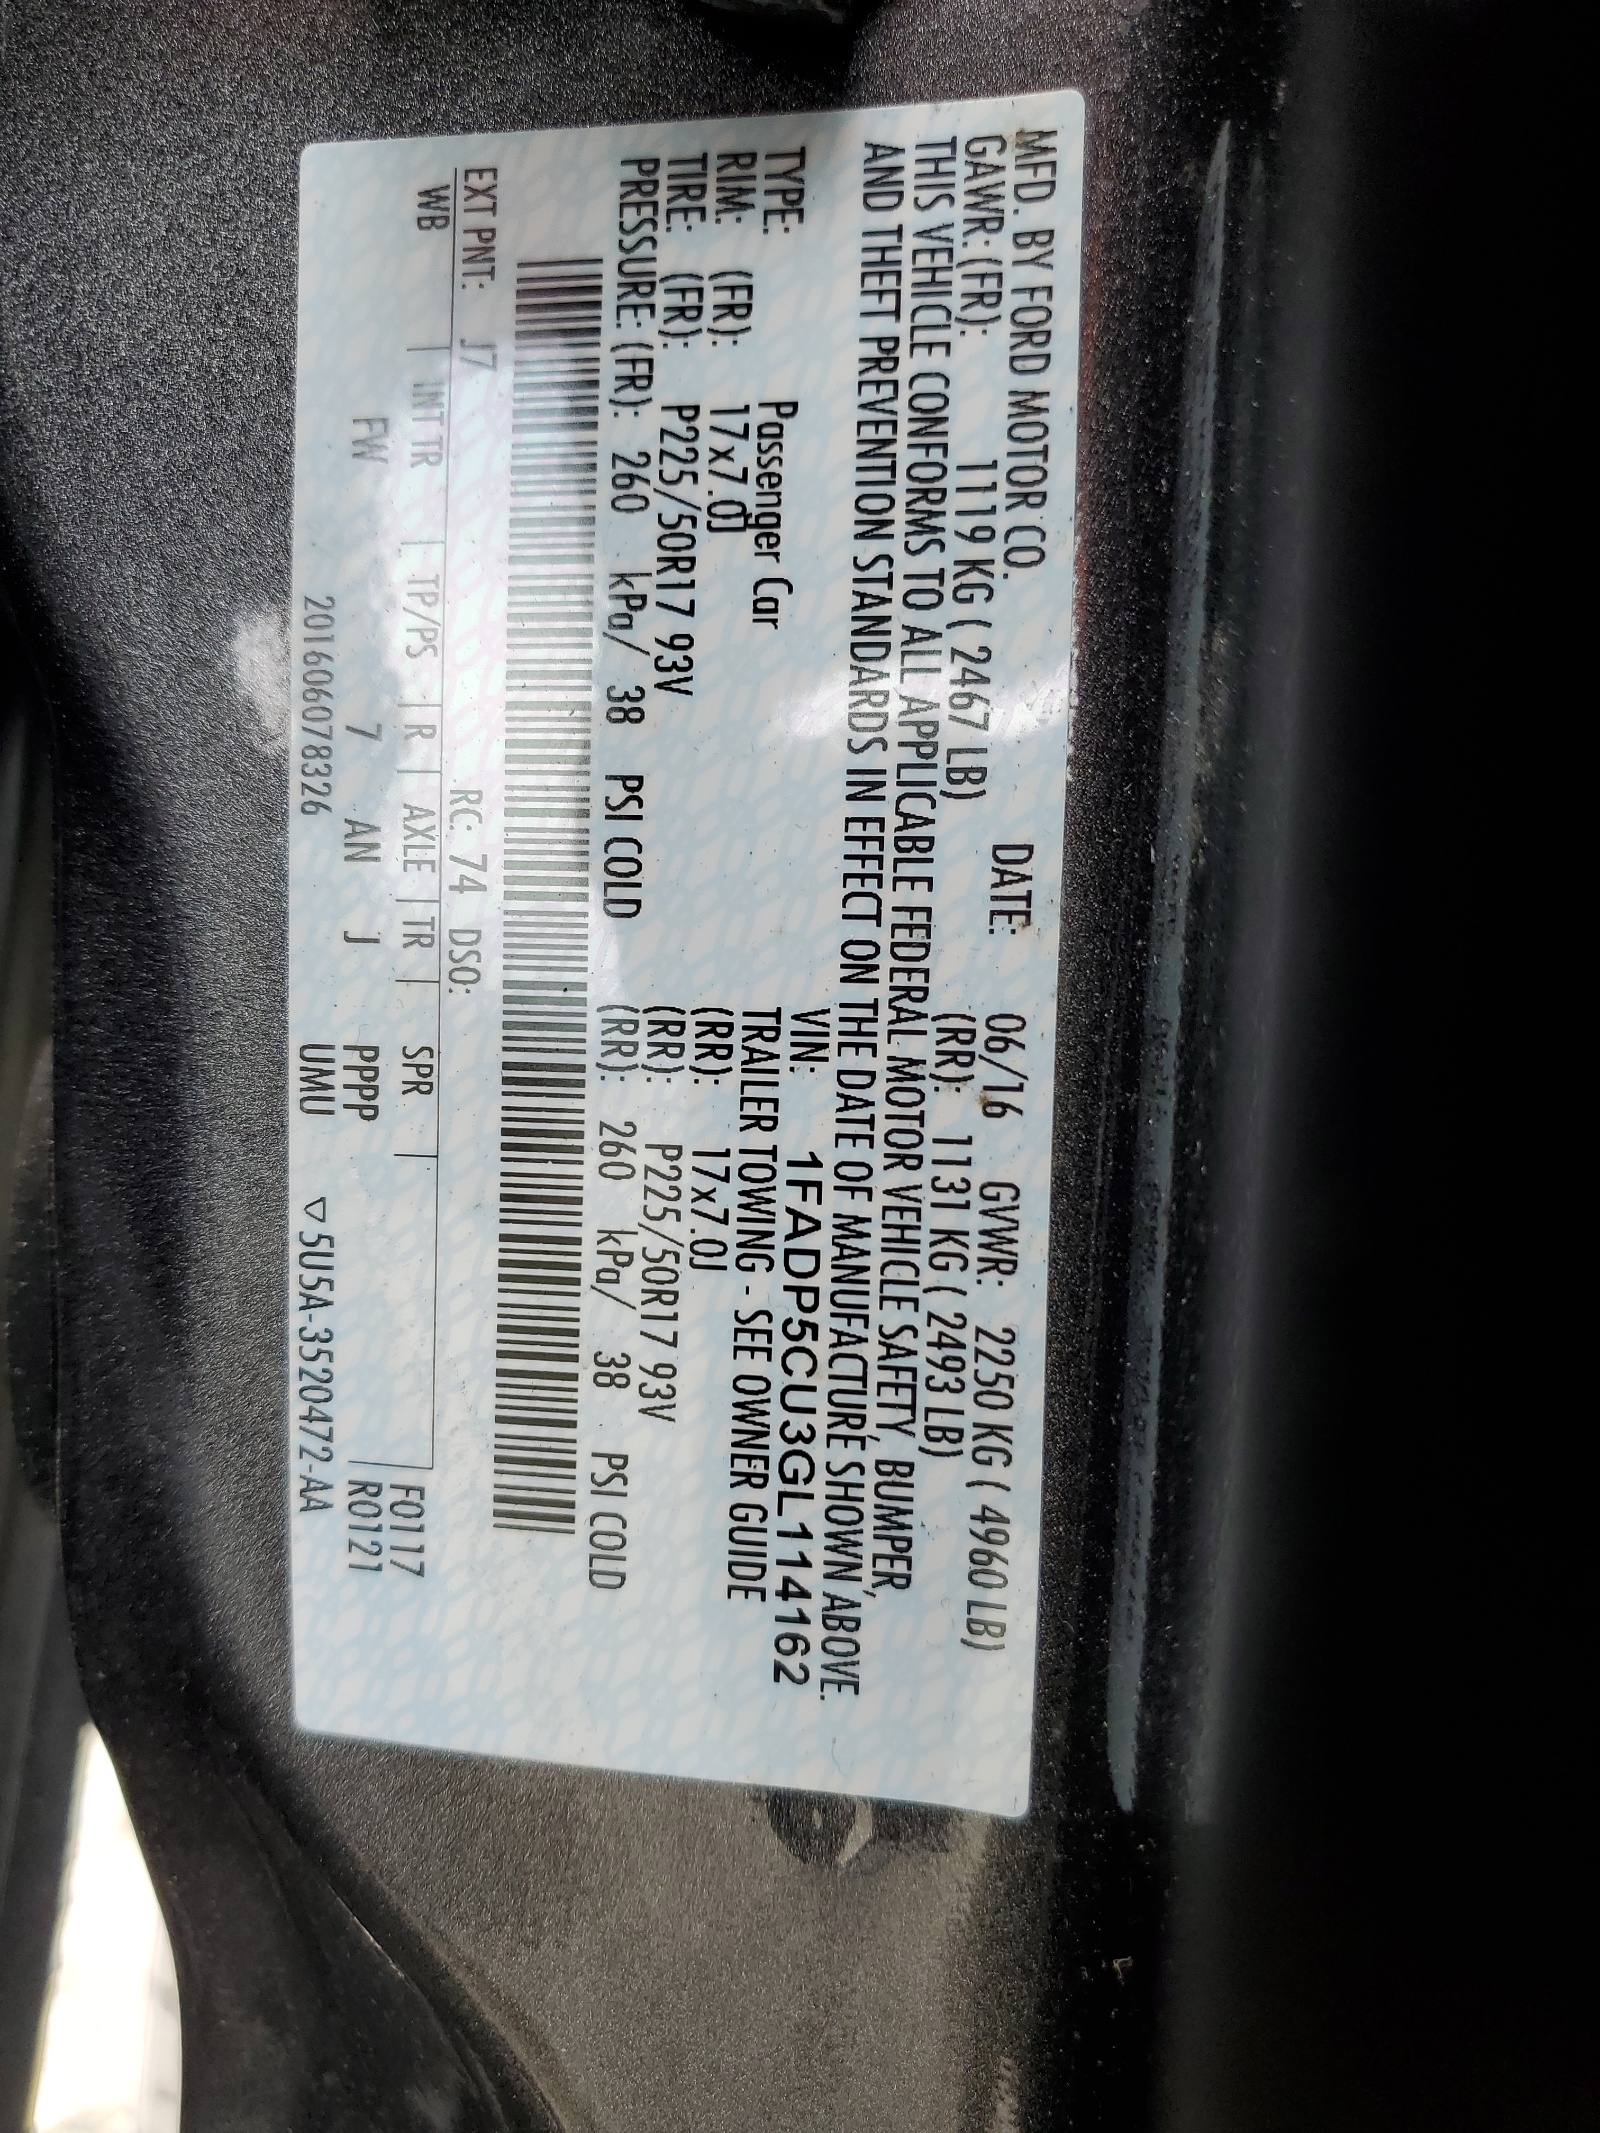 MFD. BY FORD MOTOR CO. DATE: 06/16 GVWR: 2250 KG ( 4960 LB)
GAWR: (FR): 1119 KG ( 2467 LB) (RR): 1131 KG ( 2493 LB)
THIS VEHICLE CONFORMS TO ALL APPLICABLE FEDERAL MOTOR VEHICLE SAFETY, BUMPER,
AND THEFT PREVENTION STANDARDS IN EFFECT ON THE DATE OF MANUFACTURE SHOWN ABOVE.
VIN: 1FADP5CU3GL114162
TYPE: Passenger Car TRAILER TOWING - SEE OWNER GUIDE
RIM: (FR): 17x7.0J (RR): 17x7.0J
TIRE: (FR): P225/50R17 93V (RR): P225/50R17 93V
PRESSURE: (FR): 260 kPa/ 38 PSI COLD (RR): 260 kPa/ 38 PSI COLD
EXT PNT: J7 RC: 74 DSO:
WB | INT TR | TP/PS | R | AXLE | TR | SPR | F0117
FW 7 AN J PPPP R0121
20160607078326 UMU ▽5U5A-3520472-AA